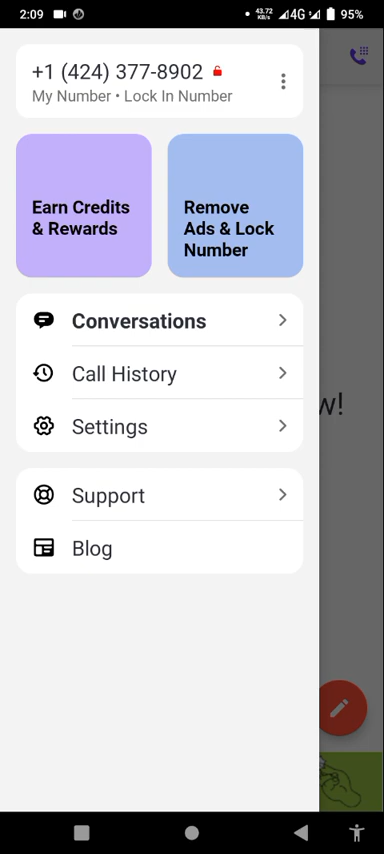 2:09
43.72
KB/s
4G
95%
+1 (424) 377-8902
My Number • Lock In Number
Earn Credits
& Rewards
Remove
Ads & Lock
Number
Conversations
Call History
w!
Settings
Support
Blog